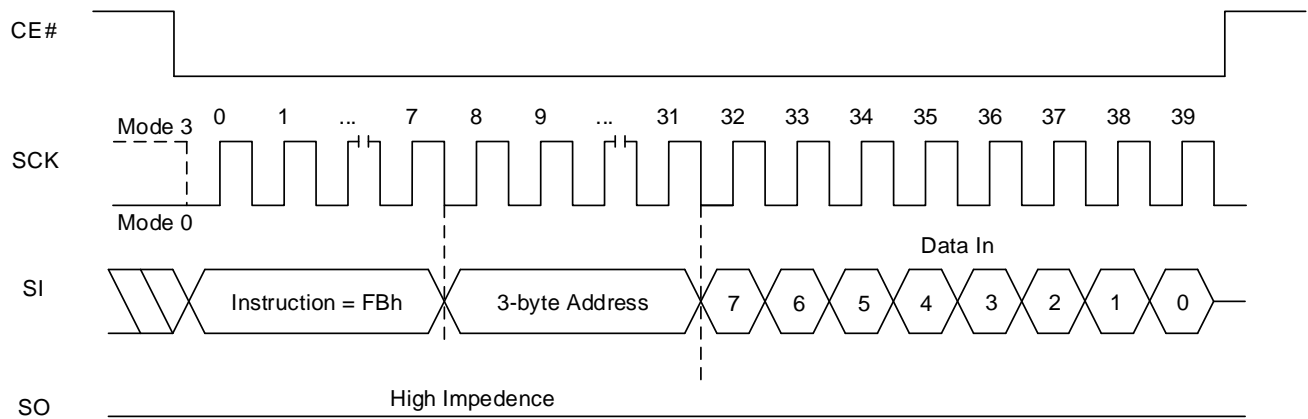 CE#
0 1 ... 7 8 9 ... 31 32 33 34 35 36 37 38 39
Mode 3
SCK
Mode 0
Data In
SI
Instruction = FBh 3-byte Address 7 6 5 4 3 2 1 0
High Impedence
SO